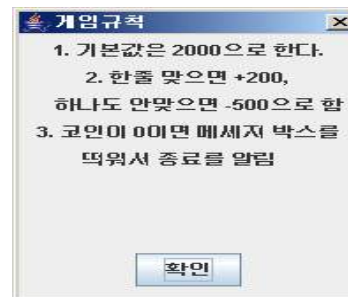 게임규칙
1. 기본값은 2000으로 한다.
2. 한줄 맞으면 +200,
하나도 안맞으면 -500으로 함
3. 코인이 0이면 메세지 박스를
띄워서 종료를 알림
확인